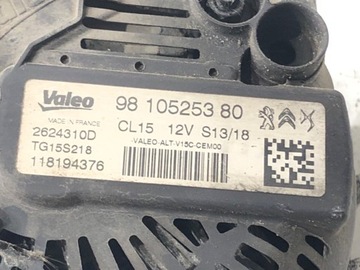 Valeo
98 105253 80
MADE IN FRANCE
2624310D
CL15 12V S13/18
TG15S218
VALEO-ALT-V15C-CEM00
118194376